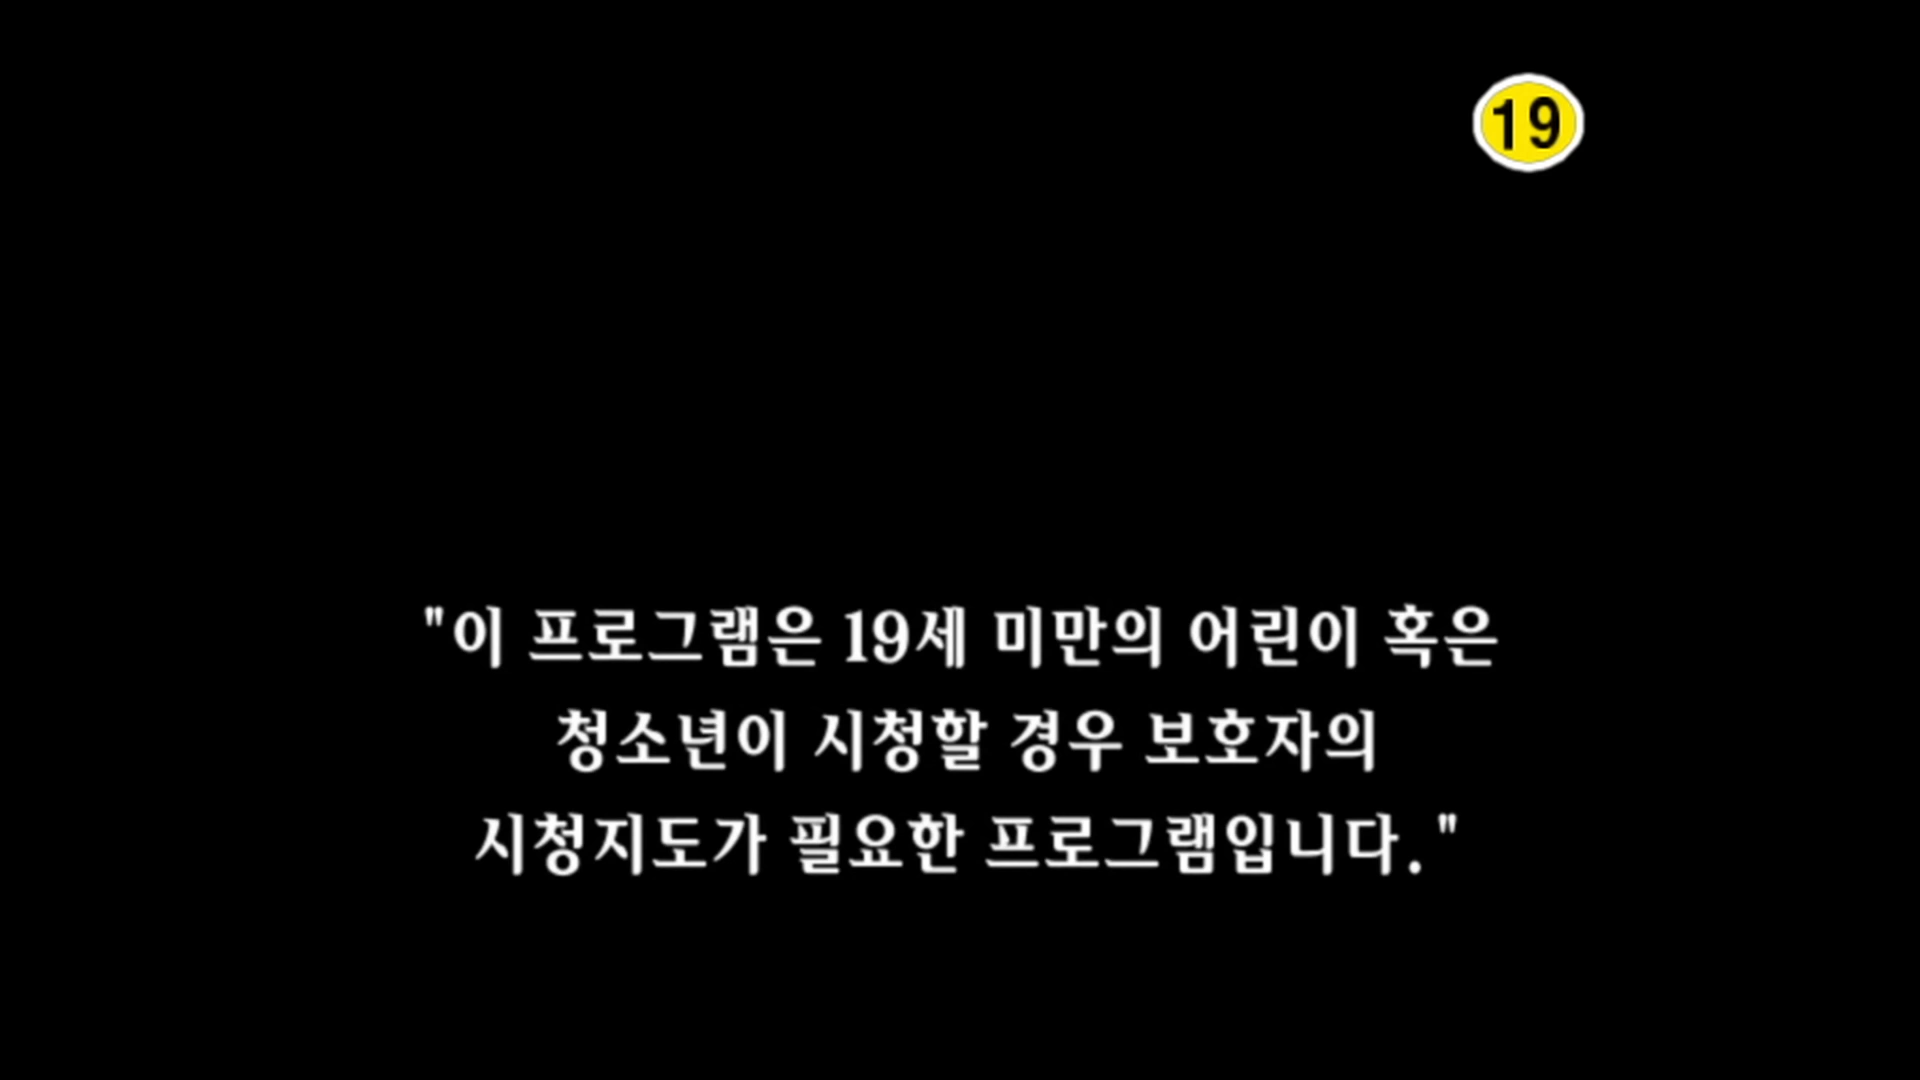 19
"이 프로그램은 19세 미만의 어린이 혹은
청소년이 시청할 경우 보호자의
시청지도가 필요한 프로그램입니다."